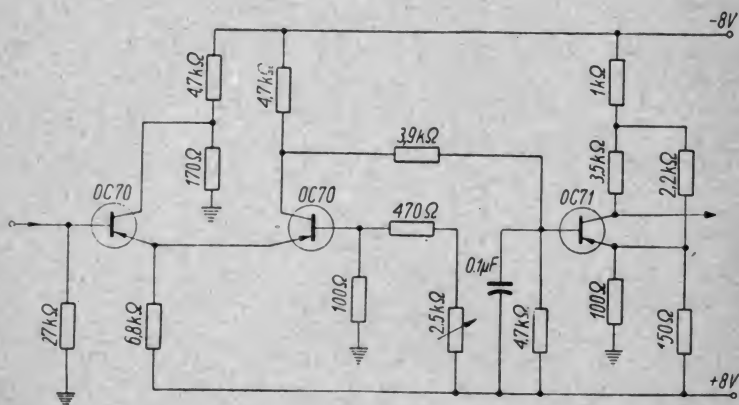 -8V
4,7kΩ
4,7kΩ
1kΩ
3,9kΩ
170Ω
3,5kΩ
2,2kΩ
OC70
OC70
470Ω
OC71
0.1µF
27kΩ
6,8kΩ
100Ω
2.5kΩ
4.7kΩ
100Ω
+8V